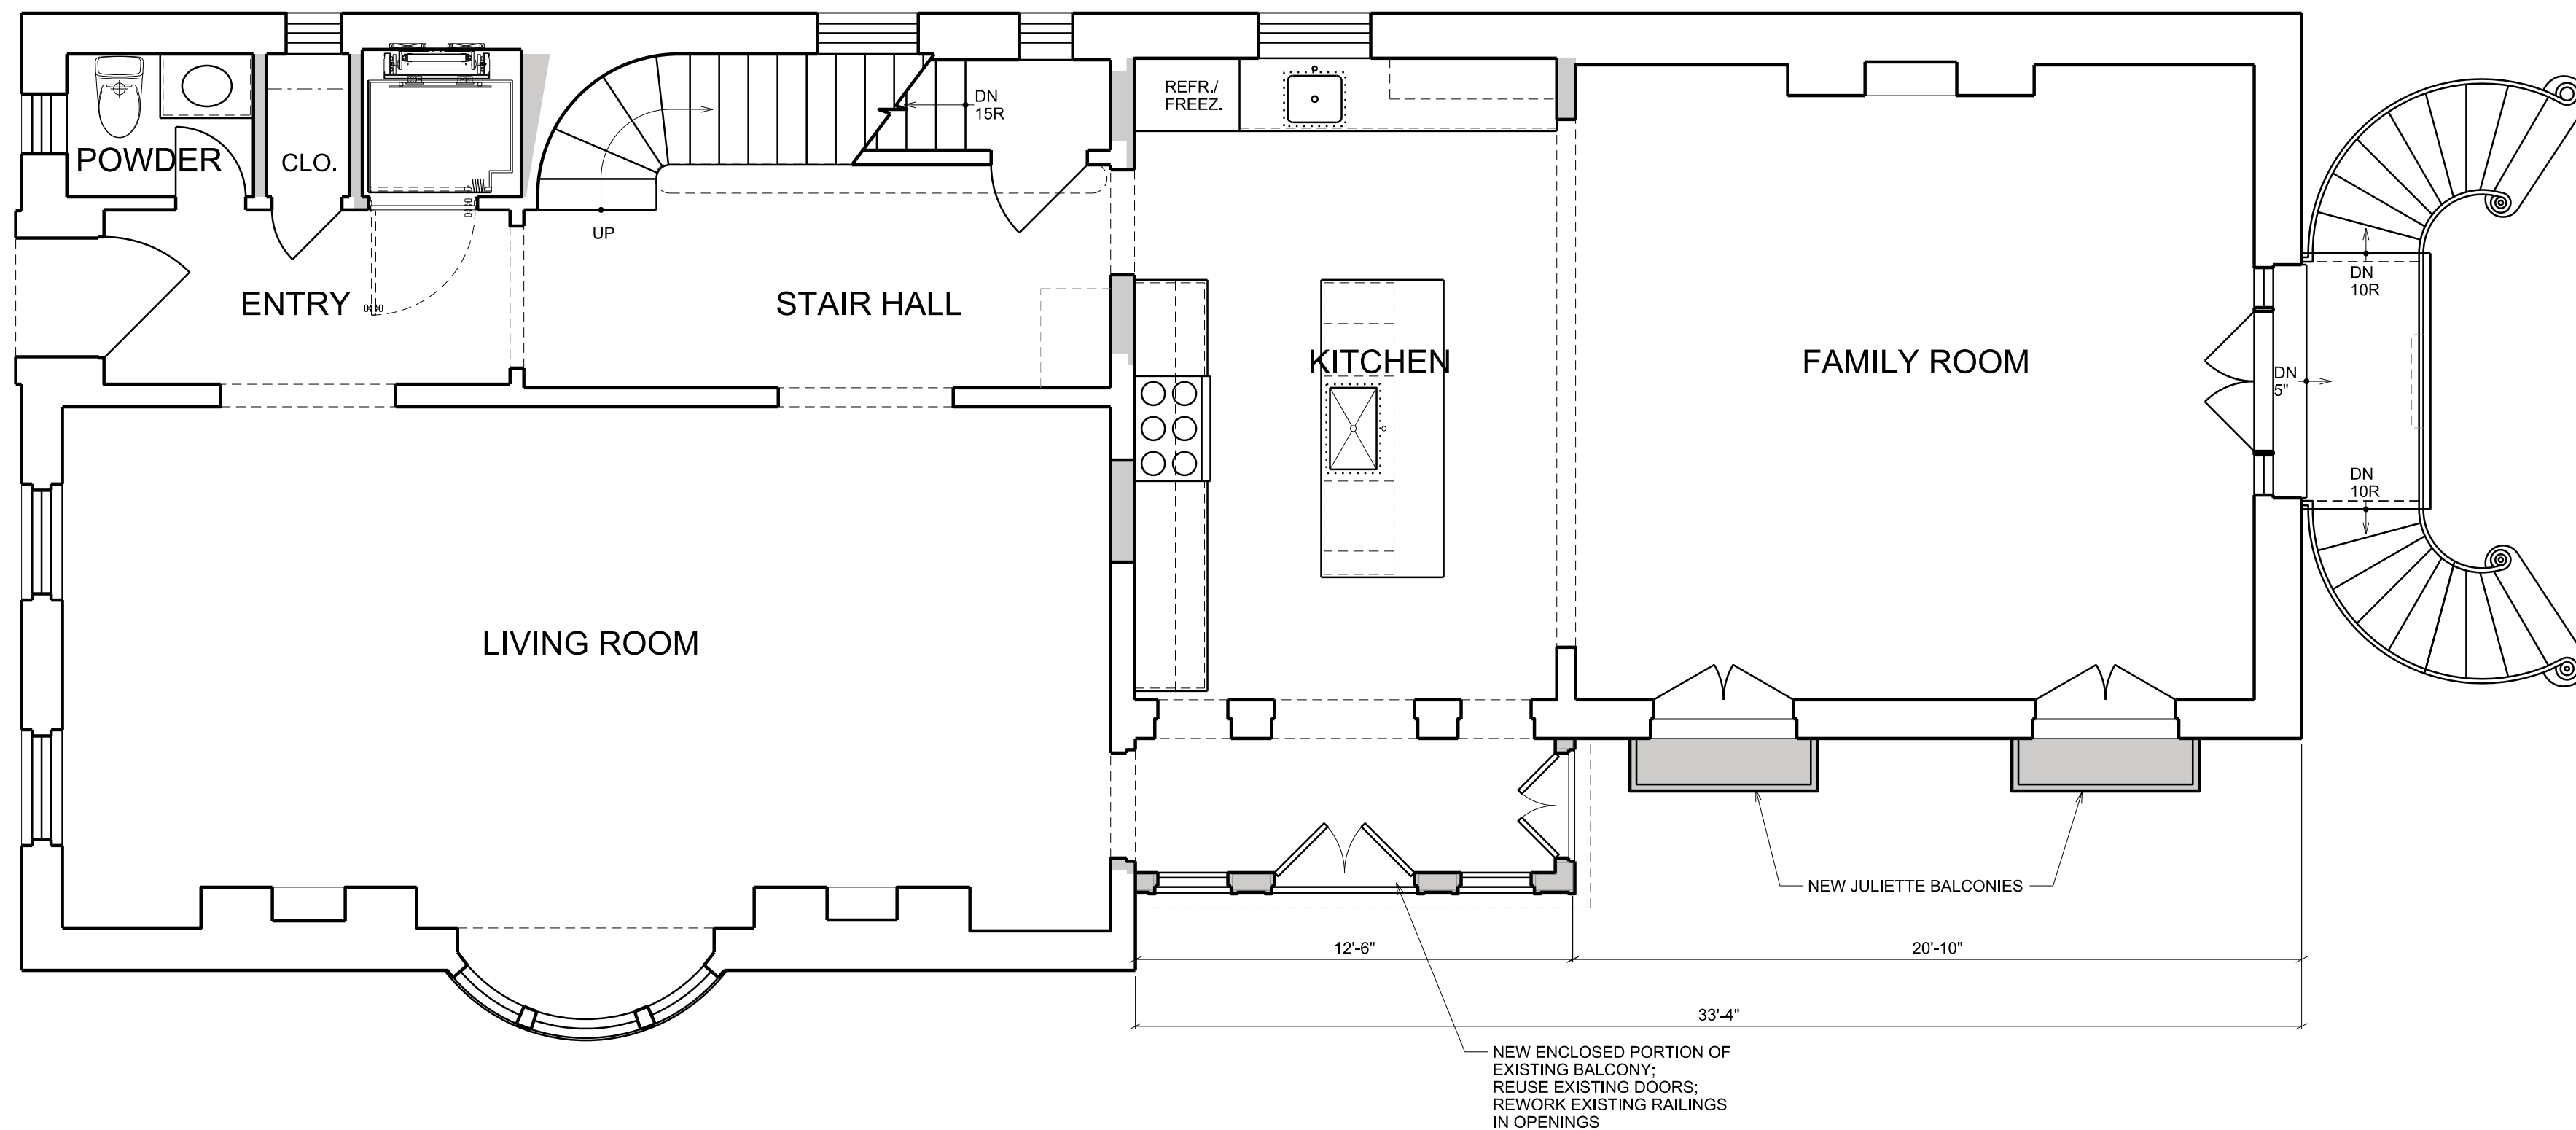 POWDER
CLO.
UP
DN
15R
REFR./
FREEZ.
ENTRY
STAIR HALL
KITCHEN
FAMILY ROOM
DN
10R
DN
5"
DN
10R
LIVING ROOM
NEW JULIETTE BALCONIES
12'-6"
20'-10"
33'-4"
NEW ENCLOSED PORTION OF
EXISTING BALCONY;
REUSE EXISTING DOORS;
REWORK EXISTING RAILINGS
IN OPENINGS